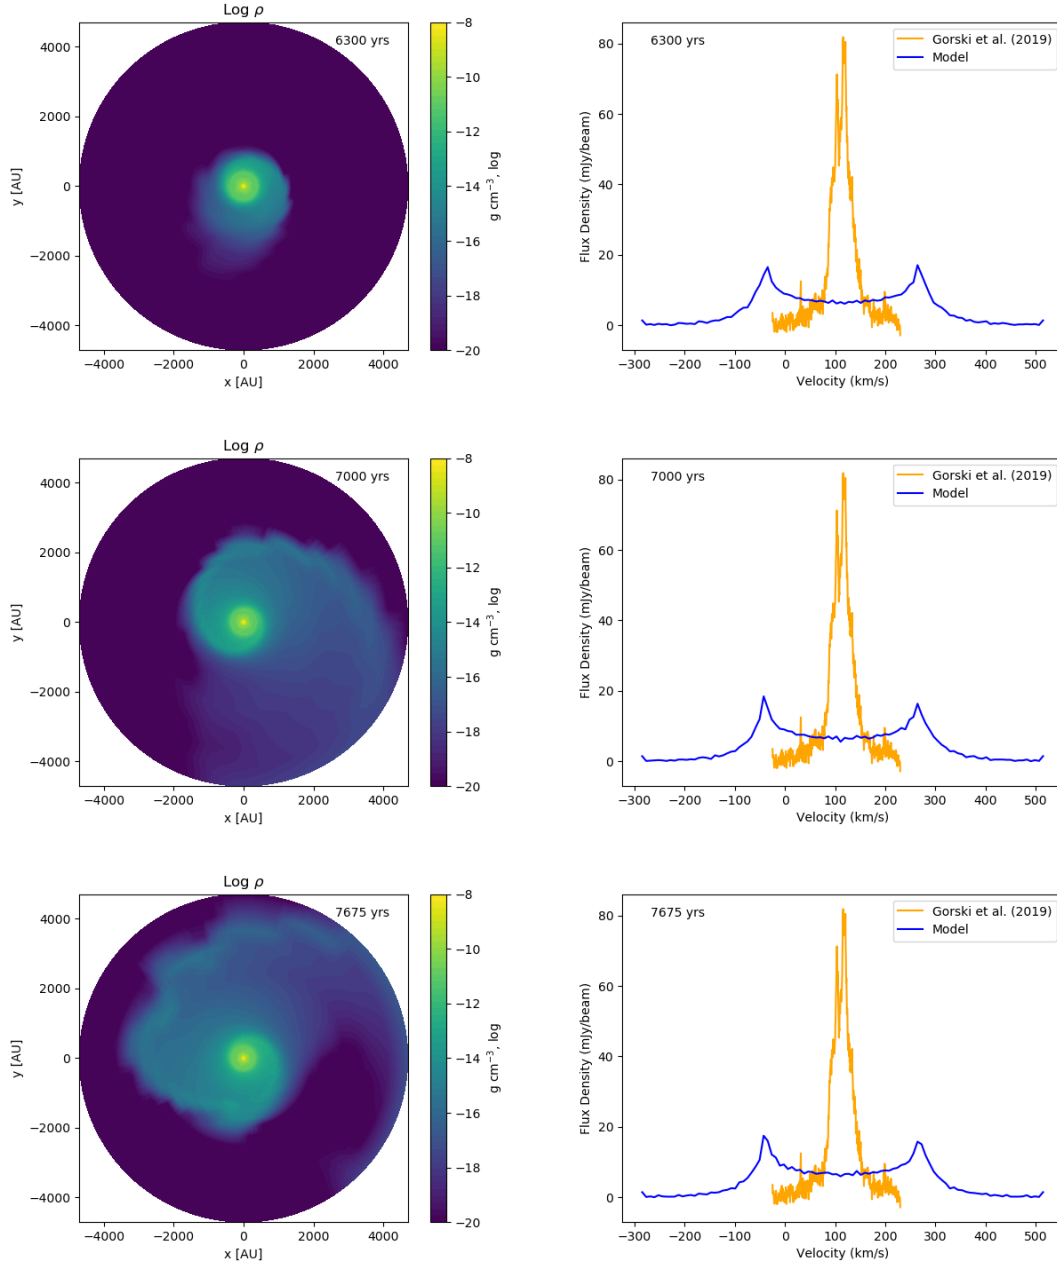 Log ρ
6300 yrs
4000
2000
0
−2000
−4000
y [AU]
−4000 −2000 0 2000 4000
x [AU]
−8
−10
−12
−14
−16
−18
−20
g cm⁻³, log
6300 yrs
Gorski et al. (2019)
Model
80
60
40
20
0
Flux Density (mJy/beam)
−300 −200 −100 0 100 200 300 400 500
Velocity (km/s)
Log ρ
7000 yrs
4000
2000
0
−2000
−4000
y [AU]
−4000 −2000 0 2000 4000
x [AU]
−8
−10
−12
−14
−16
−18
−20
g cm⁻³, log
7000 yrs
Gorski et al. (2019)
Model
80
60
40
20
0
Flux Density (mJy/beam)
−300 −200 −100 0 100 200 300 400 500
Velocity (km/s)
Log ρ
7675 yrs
4000
2000
0
−2000
−4000
y [AU]
−4000 −2000 0 2000 4000
x [AU]
−8
−10
−12
−14
−16
−18
−20
g cm⁻³, log
7675 yrs
Gorski et al. (2019)
Model
80
60
40
20
0
Flux Density (mJy/beam)
−300 −200 −100 0 100 200 300 400 500
Velocity (km/s)